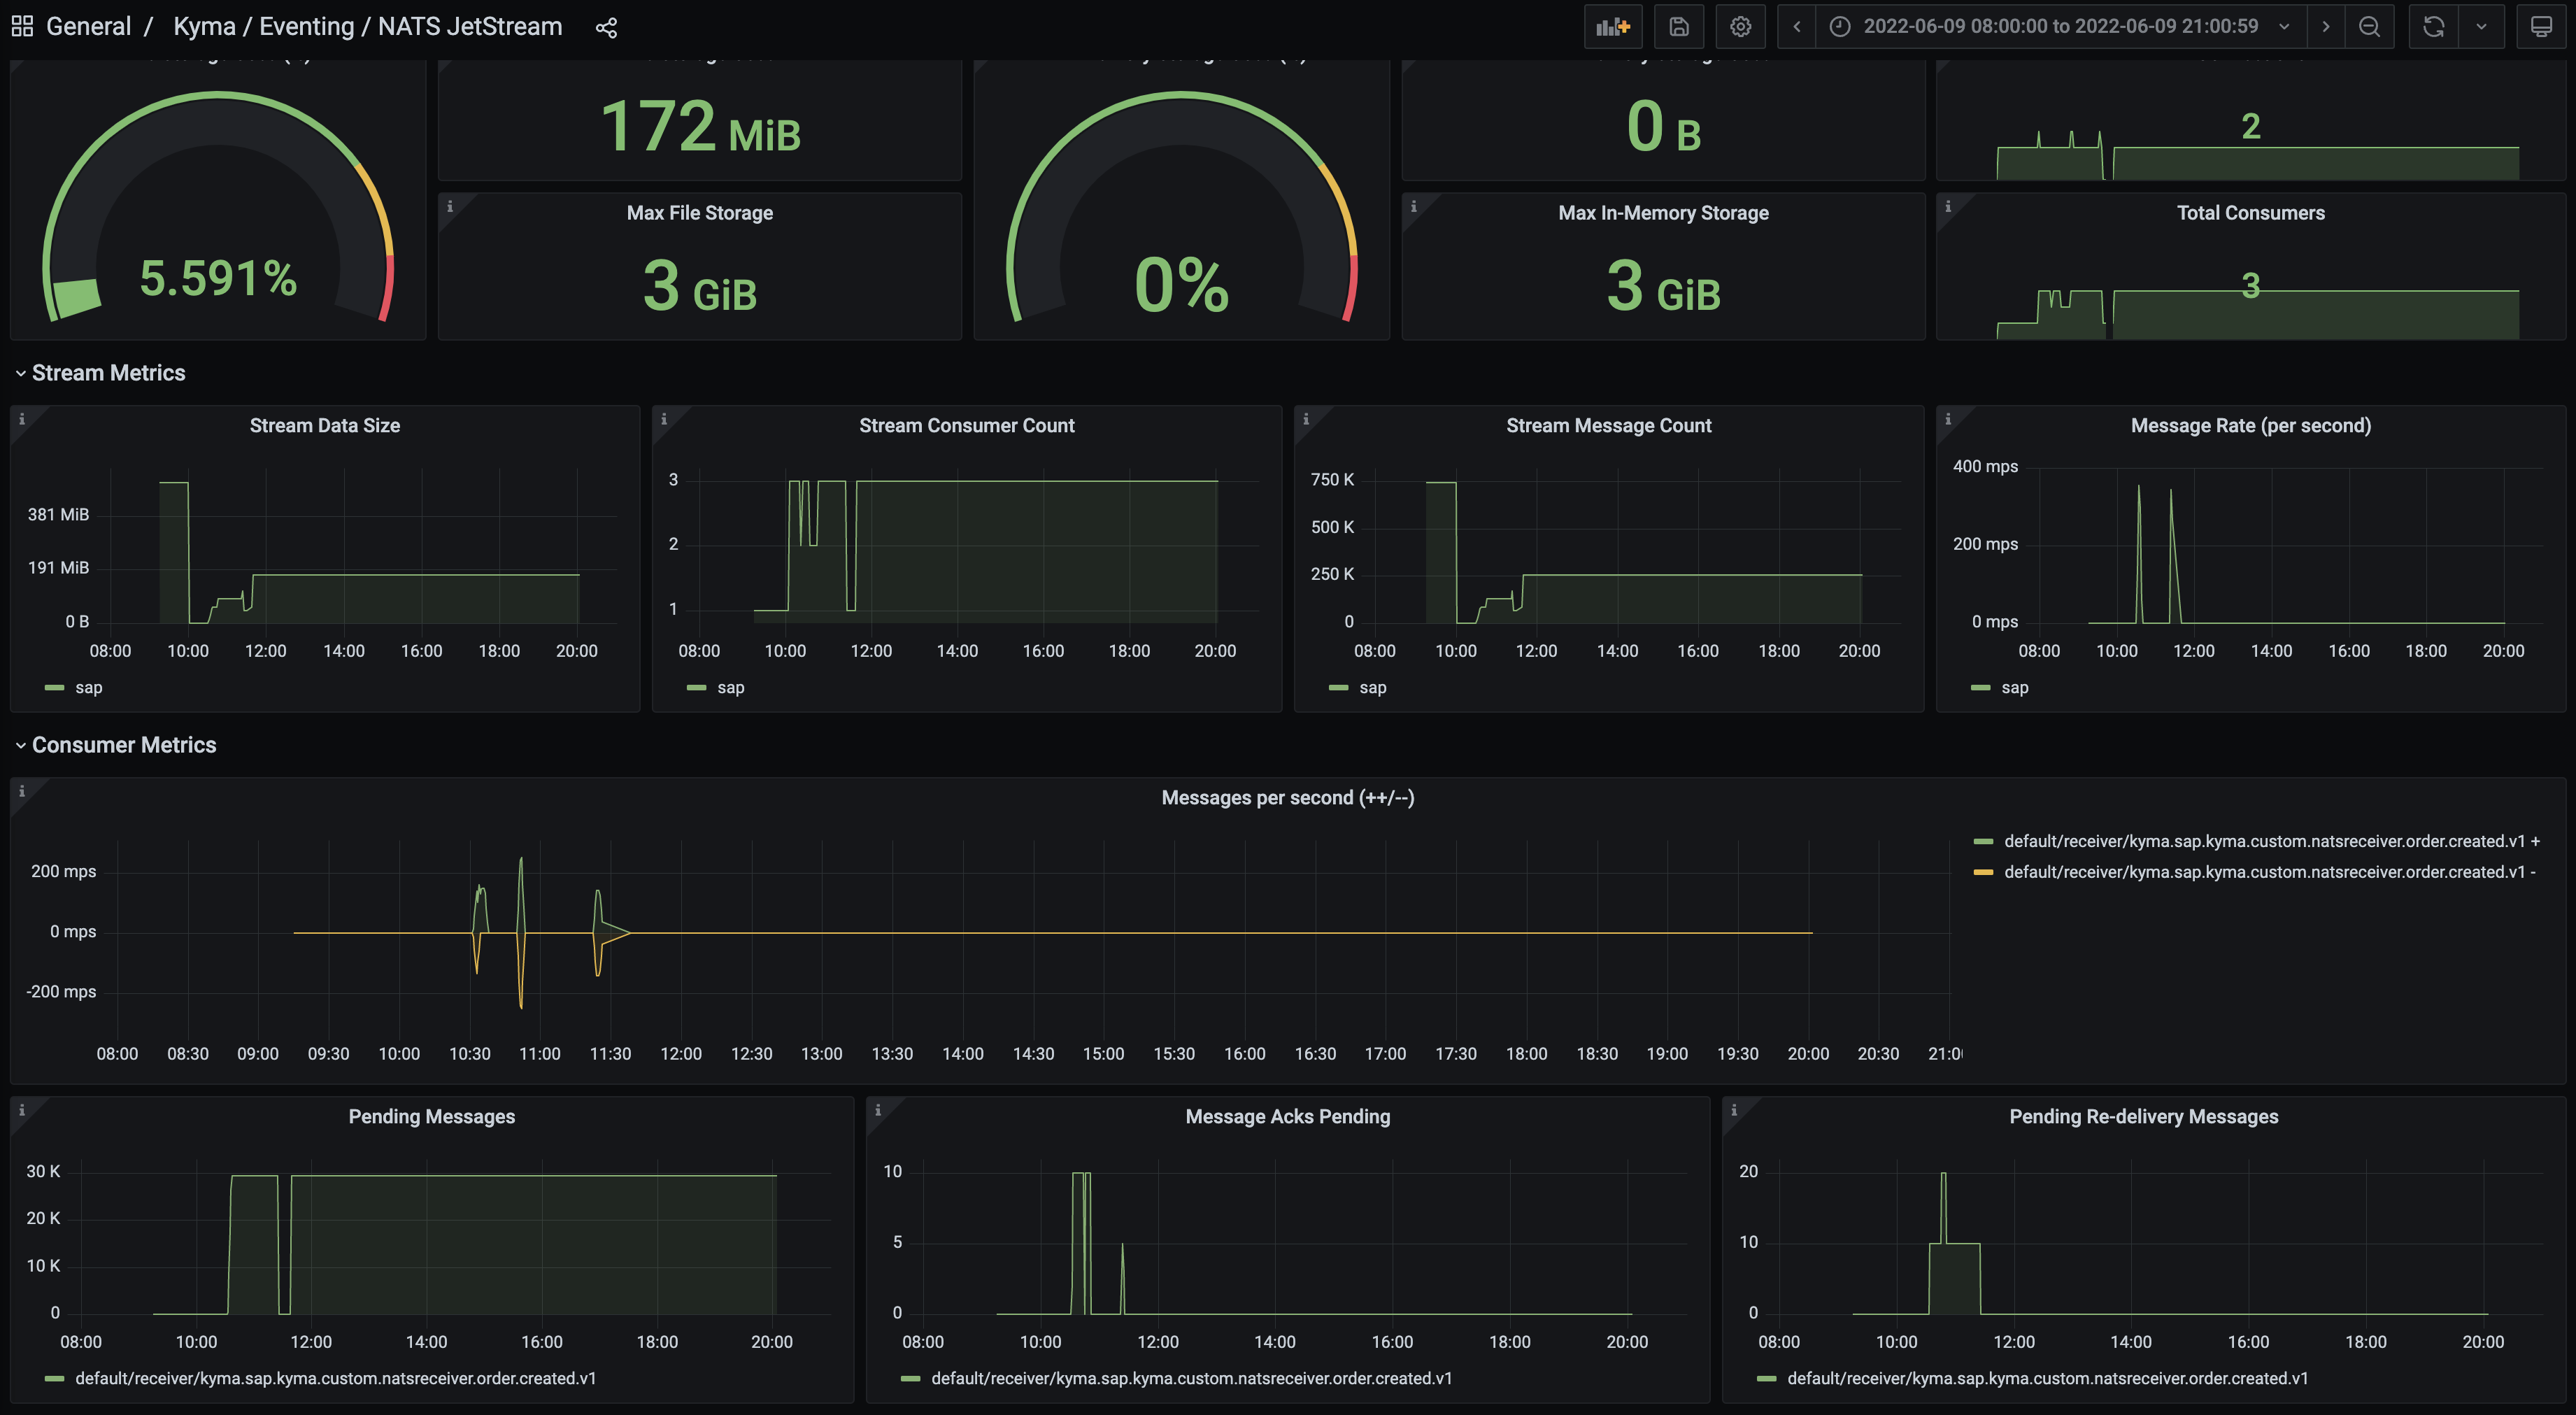 General / Kyma / Eventing / NATS JetStream
2022-06-09 08:00:00 to 2022-06-09 21:00:59
5.591%
172 MiB
0%
0 B
2
Max File Storage
3 GiB
Max In-Memory Storage
3 GiB
Total Consumers
3
Stream Metrics
Stream Data Size
381 MiB
191 MiB
0 B
08:00 10:00 12:00 14:00 16:00 18:00 20:00
sap
Stream Consumer Count
3
2
1
08:00 10:00 12:00 14:00 16:00 18:00 20:00
sap
Stream Message Count
750 K
500 K
250 K
0
08:00 10:00 12:00 14:00 16:00 18:00 20:00
sap
Message Rate (per second)
400 mps
200 mps
0 mps
08:00 10:00 12:00 14:00 16:00 18:00 20:00
sap
Consumer Metrics
Messages per second (++/--)
200 mps
0 mps
-200 mps
08:00 08:30 09:00 09:30 10:00 10:30 11:00 11:30 12:00 12:30 13:00 13:30 14:00 14:30 15:00 15:30 16:00 16:30 17:00 17:30 18:00 18:30 19:00 19:30 20:00 20:30 21:0
default/receiver/kyma.sap.kyma.custom.natsreceiver.order.created.v1 +
default/receiver/kyma.sap.kyma.custom.natsreceiver.order.created.v1 -
Pending Messages
30 K
20 K
10 K
0
08:00 10:00 12:00 14:00 16:00 18:00 20:00
default/receiver/kyma.sap.kyma.custom.natsreceiver.order.created.v1
Message Acks Pending
10
5
0
08:00 10:00 12:00 14:00 16:00 18:00 20:00
default/receiver/kyma.sap.kyma.custom.natsreceiver.order.created.v1
Pending Re-delivery Messages
20
10
0
08:00 10:00 12:00 14:00 16:00 18:00 20:00
default/receiver/kyma.sap.kyma.custom.natsreceiver.order.created.v1